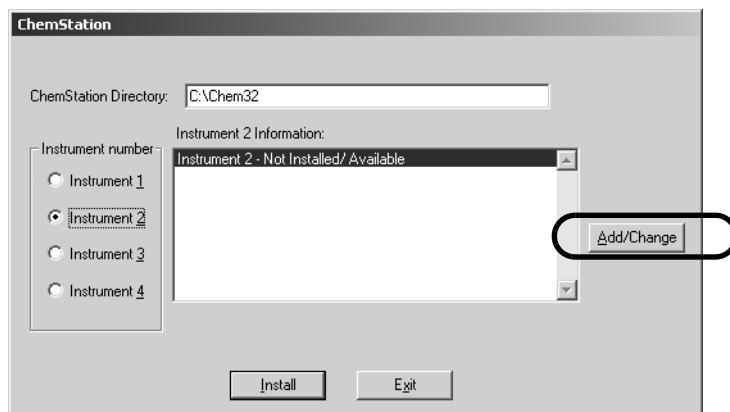 ChemStation
ChemStation Directory: C:\Chem32
Instrument 2 Information:
Instrument number
Instrument 1
Instrument 2
Instrument 3
Instrument 4
Instrument 2 - Not Installed/ Available
Add/Change
Install Exit